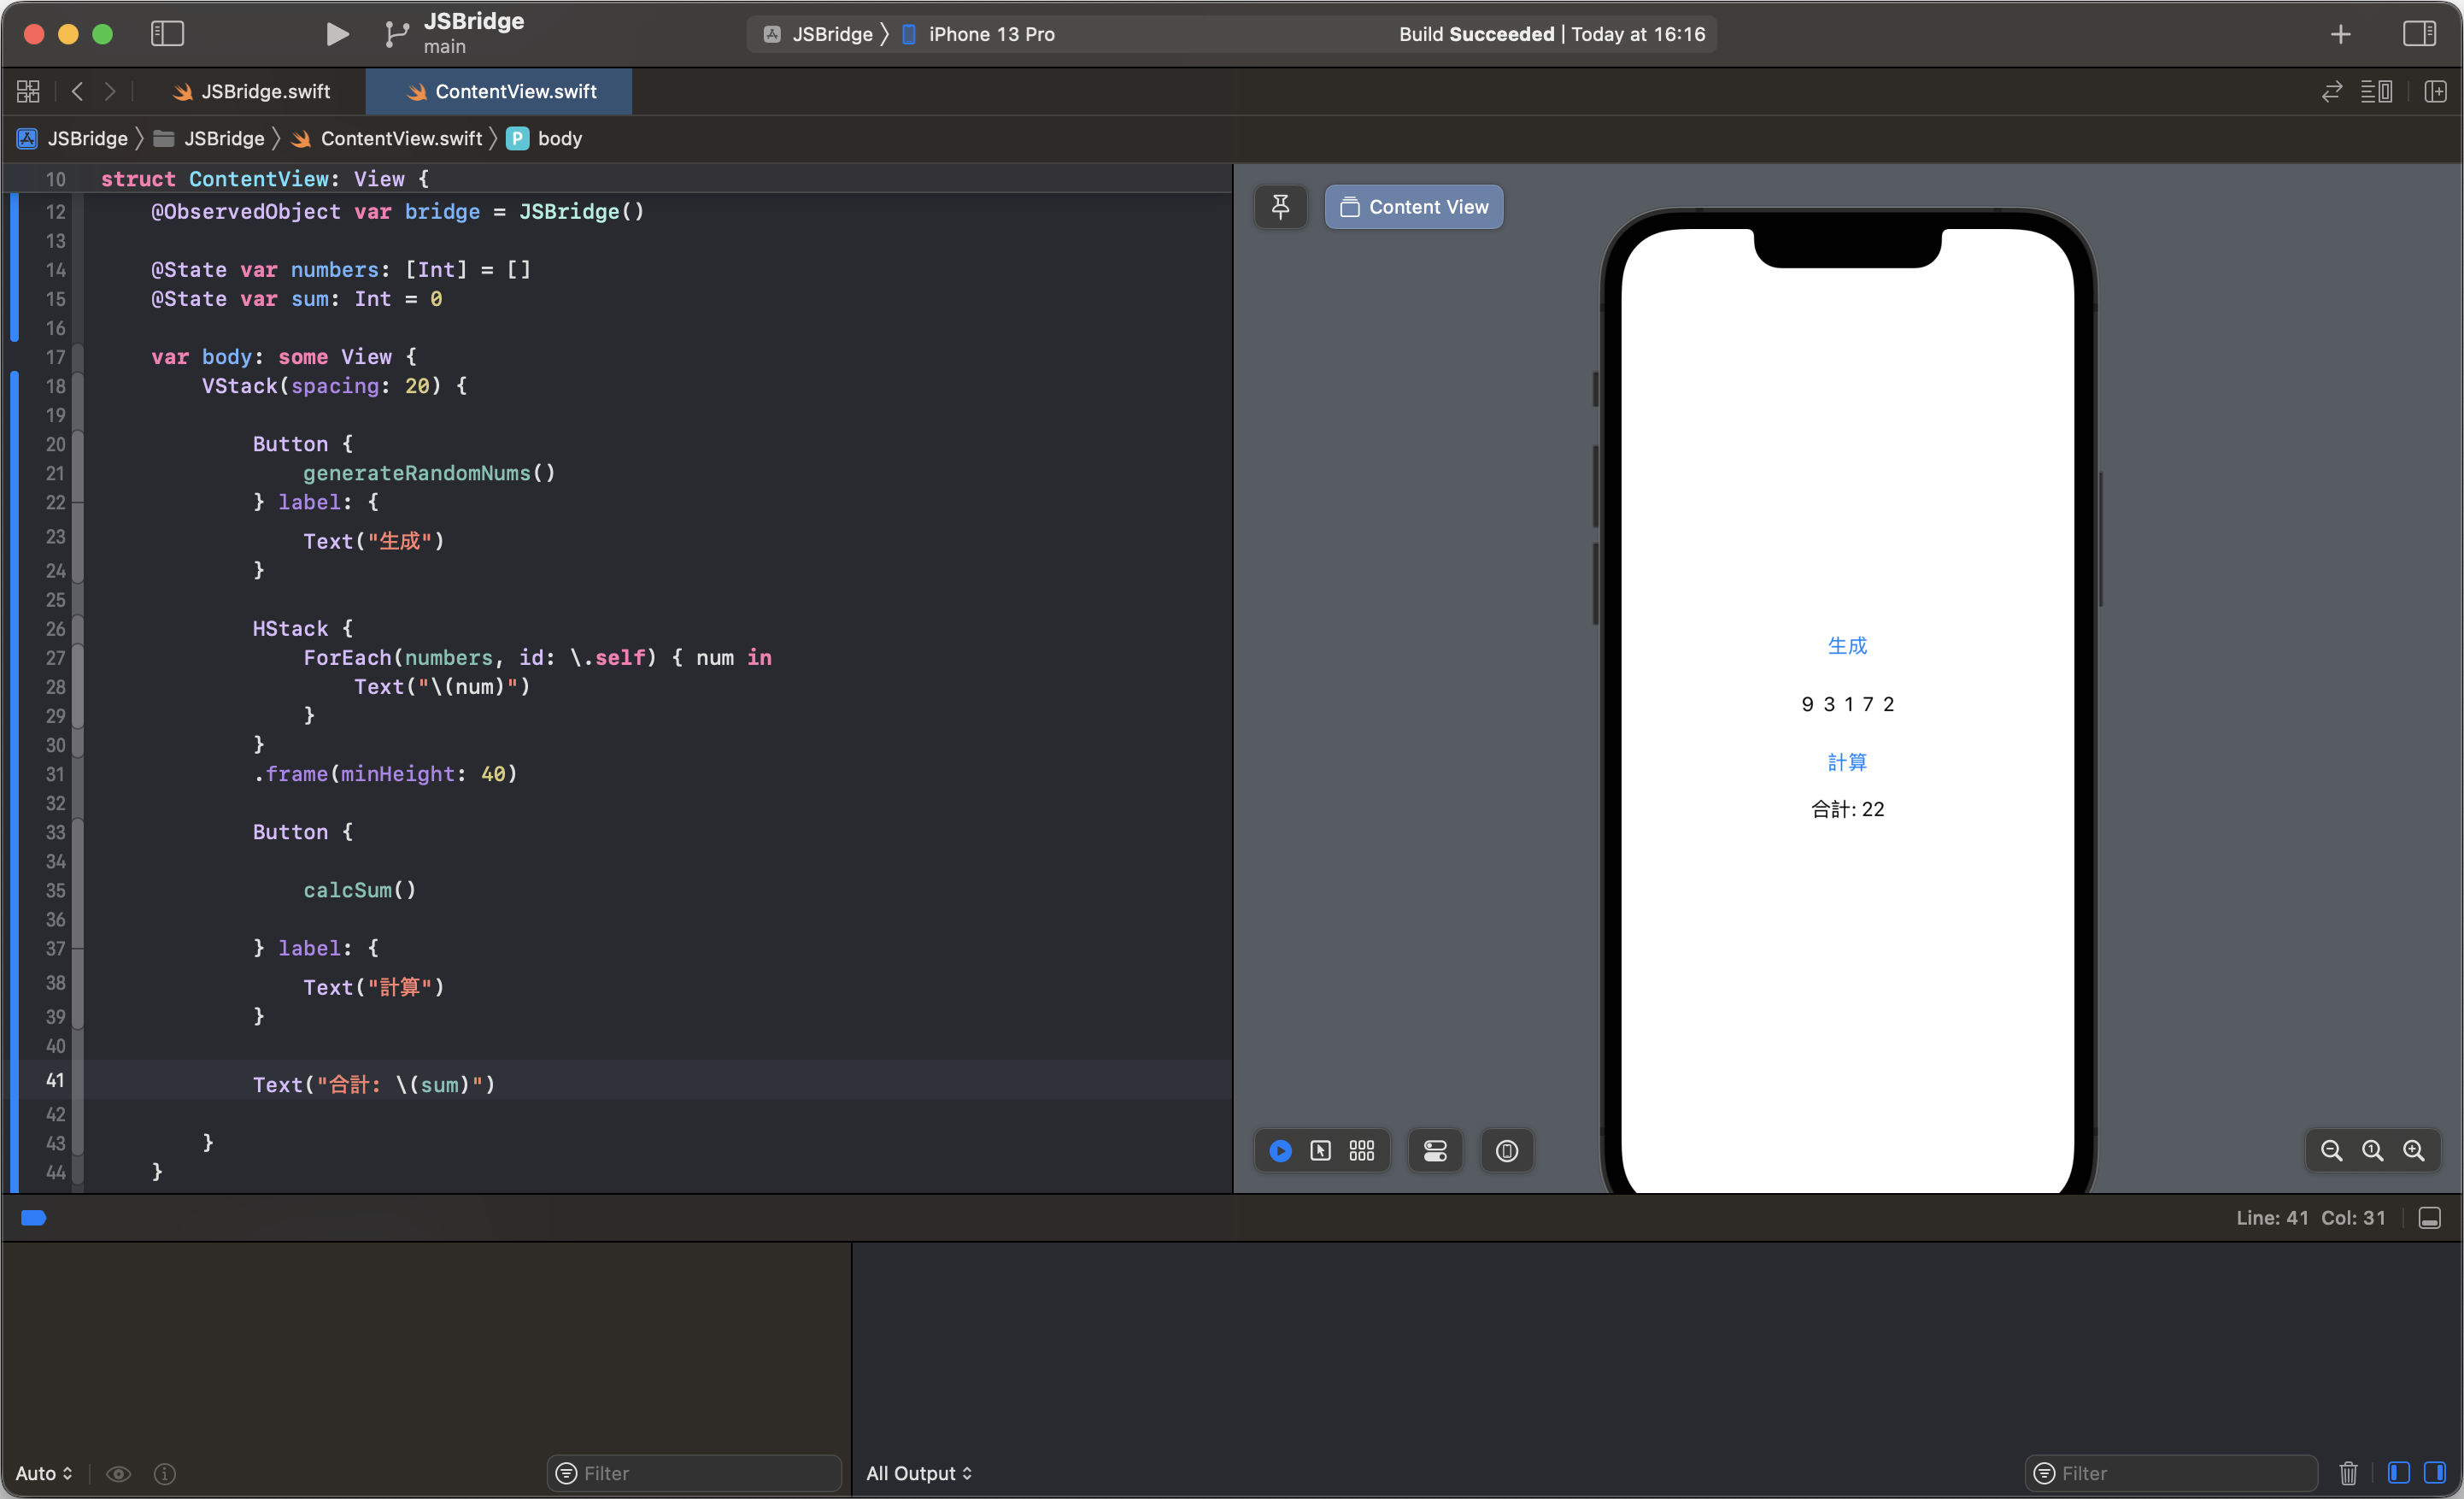 JSBridge
main
JSBridge 〉 iPhone 13 Pro
Build Succeeded | Today at 16:16
JSBridge.swift
ContentView.swift
JSBridge 〉 JSBridge 〉 ContentView.swift 〉 P body
10 struct ContentView: View {
12 @ObservedObject var bridge = JSBridge()
13
14 @State var numbers: [Int] = []
15 @State var sum: Int = 0
16
17 var body: some View {
18 VStack(spacing: 20) {
19
20 Button {
21 generateRandomNums()
22 } label: {
23 Text("生成")
24 }
25
26 HStack {
27 ForEach(numbers, id: \.self) { num in
28 Text("\(num)")
29 }
30 }
31 .frame(minHeight: 40)
32
33 Button {
34
35 calcSum()
36
37 } label: {
38 Text("計算")
39 }
40
41 Text("合計: \(sum)")
42
43 }
44 }
Content View
生成
9 3 1 7 2
計算
合計: 22
Line: 41 Col: 31
Auto
Filter
All Output
Filter